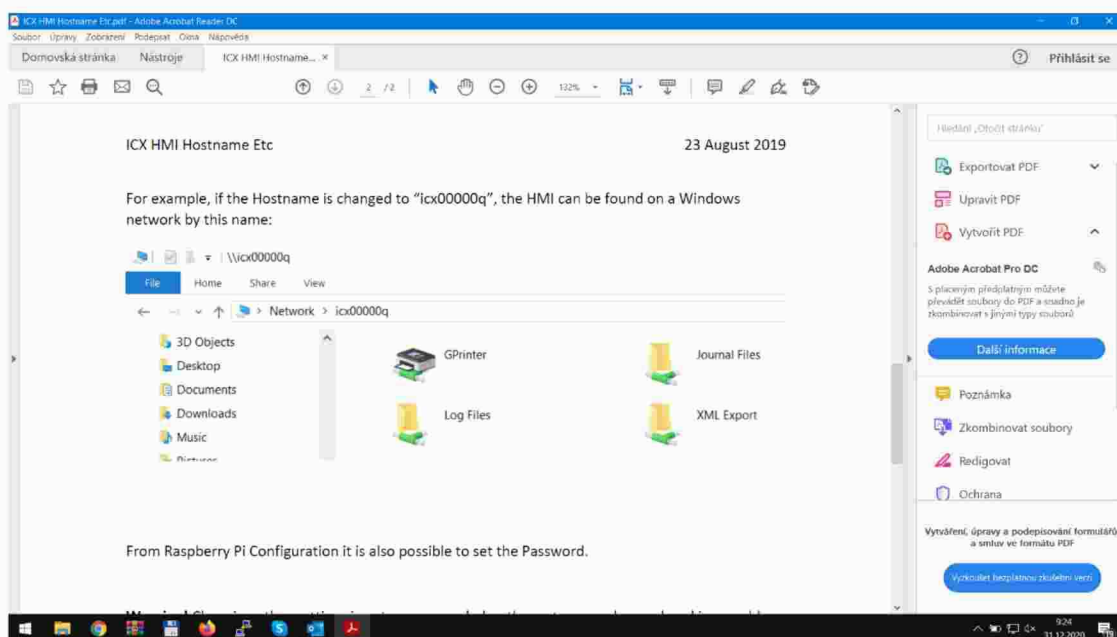 ICX HMI Hostname Etc.pdf - Adobe Acrobat Reader DC
Soubor Úpravy Zobrazení Podepsat Okna Nápověda
Domovská stránka Nástroje ICX HMI Hostname... × Přihlásit se
2 / 2 132%
ICX HMI Hostname Etc 23 August 2019
For example, if the Hostname is changed to “icx00000q”, the HMI can be found on a Windows
network by this name:
\\icx00000q
File Home Share View
Network > icx00000q
3D Objects
Desktop
Documents
Downloads
Music
Pictures
GPrinter
Journal Files
Log Files
XML Export
From Raspberry Pi Configuration it is also possible to set the Password.
Hledání „Otočit stránku“
Exportovat PDF
Upravit PDF
Vytvořit PDF
Adobe Acrobat Pro DC
S placeným předplatným můžete
převádět soubory do PDF a snadno je
zkombinovat s jinými typy souborů
Další informace
Poznámka
Zkombinovat soubory
Redigovat
Ochrana
Vytváření, úpravy a podepisování formulářů
a smluv ve formátu PDF
Vyzkoušet bezplatnou zkušební verzi
9:24
31.12.2020